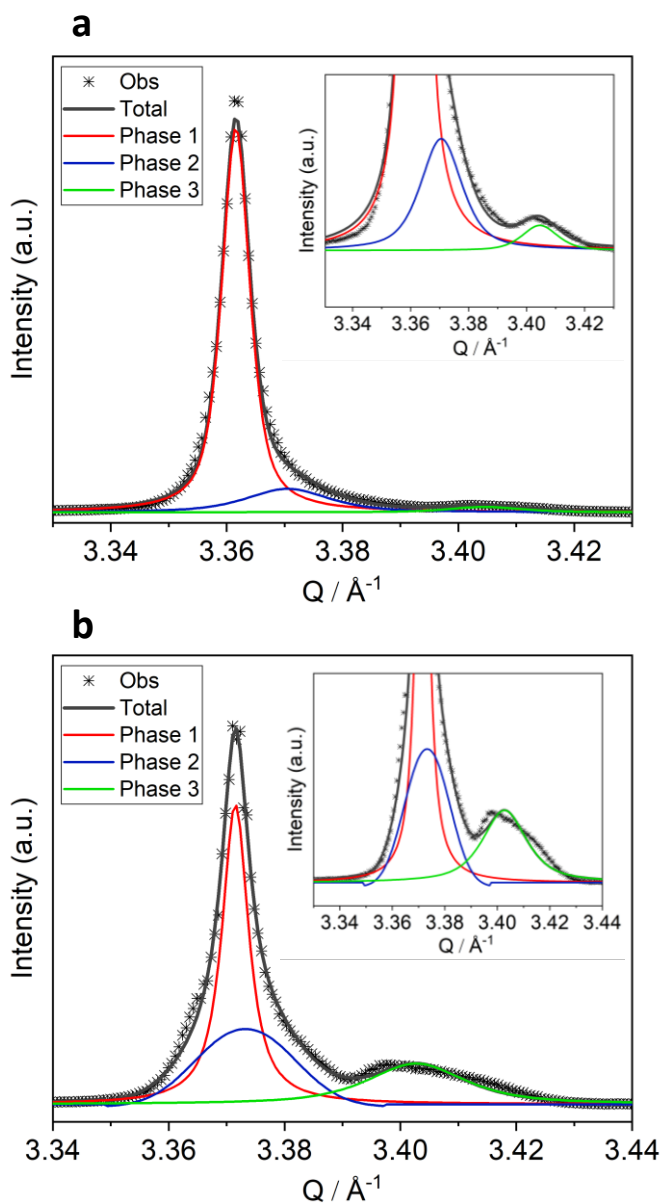 a
Obs
Total
Phase 1
Phase 2
Phase 3
Intensity (a.u.)
3.34 3.36 3.38 3.40 3.42
Q / Å⁻¹
Intensity (a.u.)
3.34 3.36 3.38 3.40 3.42
Q / Å⁻¹
b
Obs
Total
Phase 1
Phase 2
Phase 3
Intensity (a.u.)
3.34 3.36 3.38 3.40 3.42 3.44
Q / Å⁻¹
Intensity (a.u.)
3.34 3.36 3.38 3.40 3.42 3.44
Q / Å⁻¹